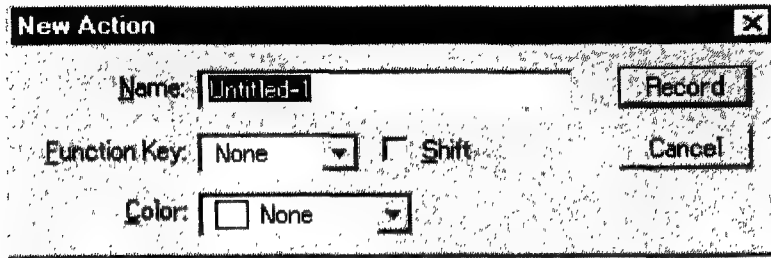 New Action
Name: Untitled-1 Record
Function Key: None Shift Cancel
Color: None